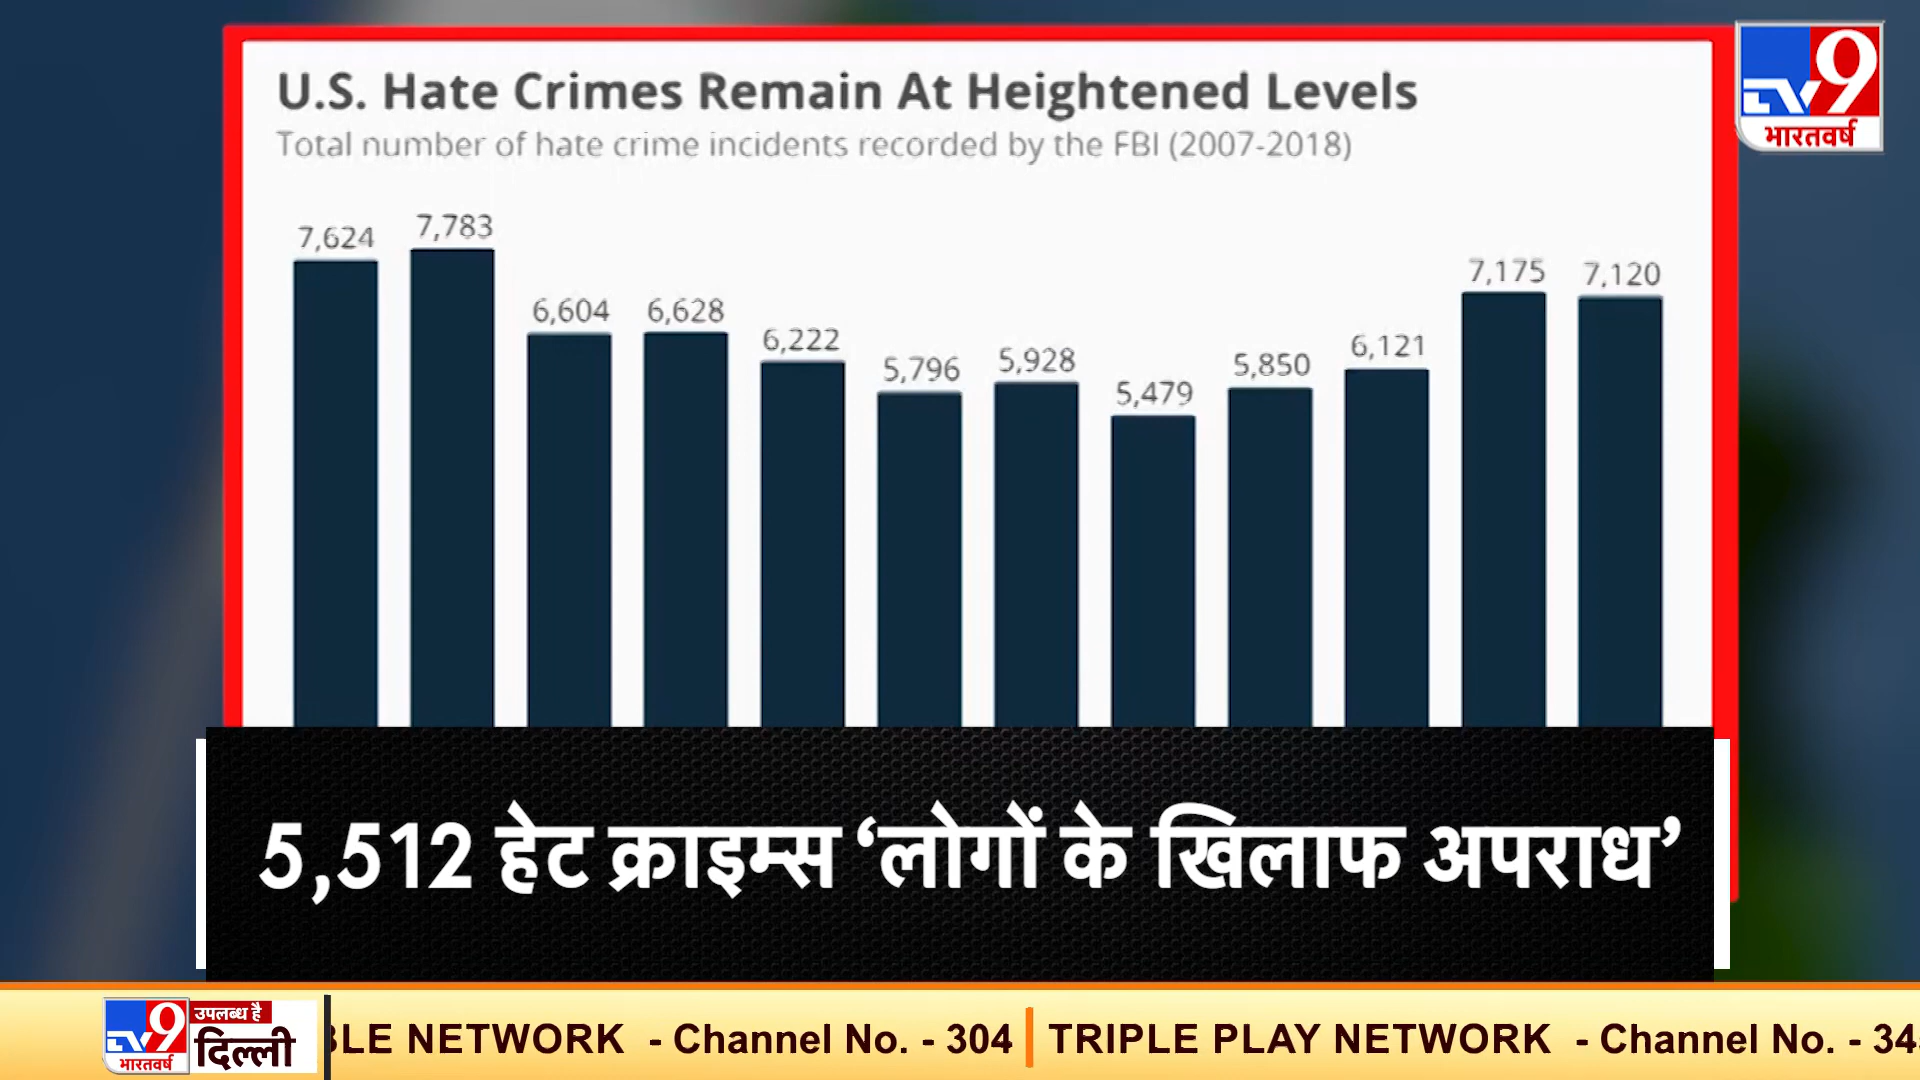 U.S. Hate Crimes Remain At Heightened Levels
Total number of hate crime incidents recorded by the FBI (2007-2018)
TV9
भारतवर्ष
7,624
7,783
6,604
6,628
6,222
5,796
5,928
5,479
5,850
6,121
7,175
7,120
5,512 हेट क्राइम्स ‘लोगों के खिलाफ अपराध’
TV9
भारतवर्ष
उपलब्ध है
दिल्ली
NETWORK - Channel No. - 304
TRIPLE PLAY NETWORK - Channel No. -